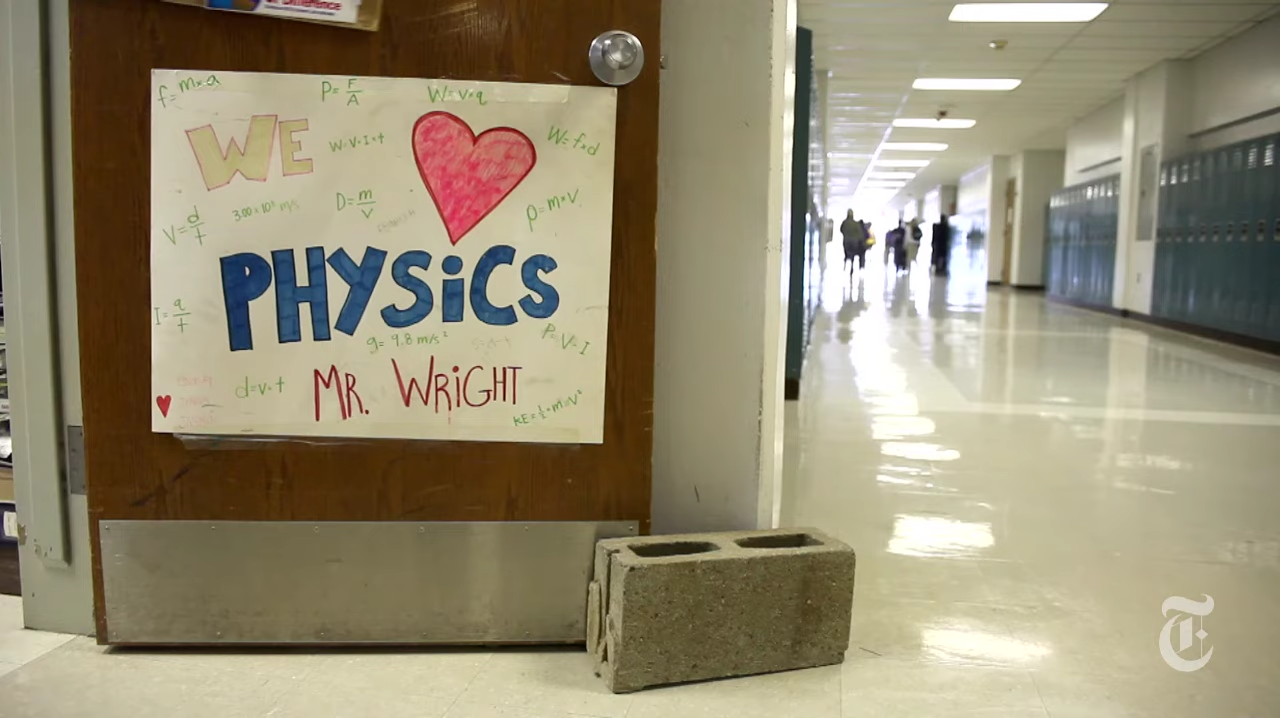 f=m×a
P=F/A
W=V×q
WE
W=V×I×t
W=f×d
3.00×10⁸ m/s
D=m/v
ρ=m×V
V=d/t
PHYSiCS
I=q/t
g=9.8 m/s²
P=V×I
d=v×t
MR. WRiGHT
KE=½×m×V²